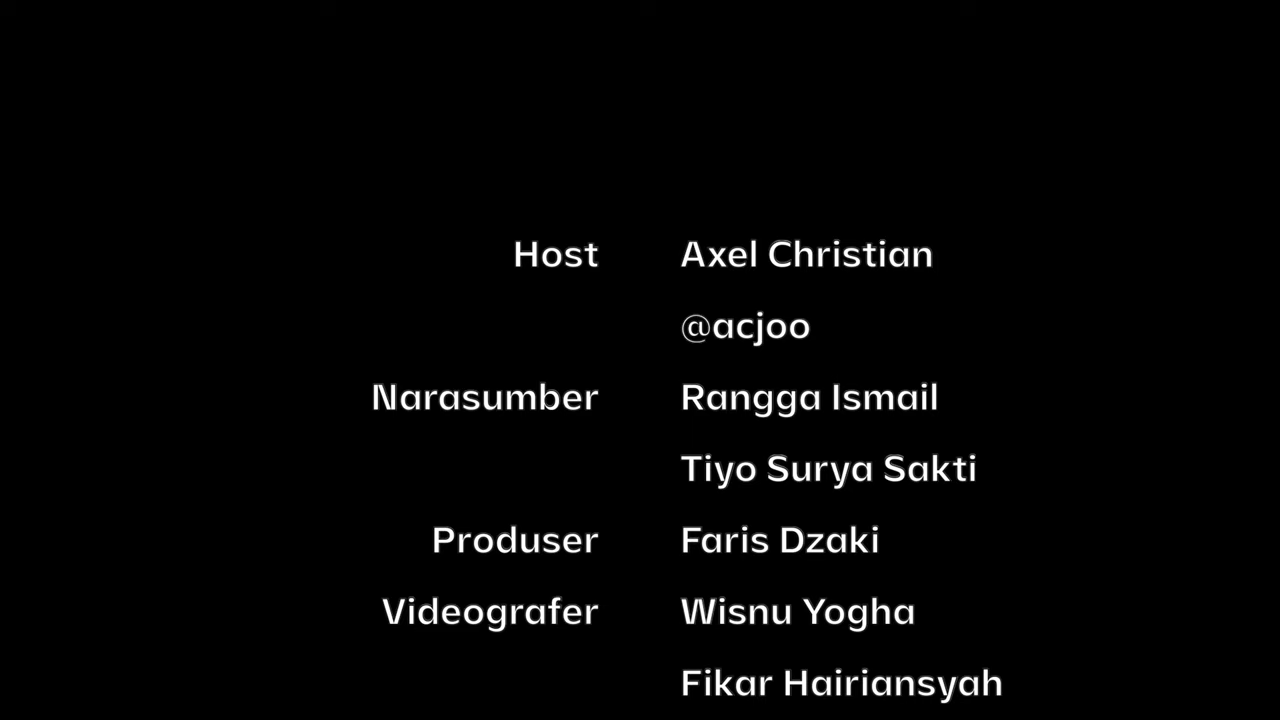 Host Axel Christian
@acjoo
Narasumber Rangga Ismail
Tiyo Surya Sakti
Produser Faris Dzaki
Videografer Wisnu Yogha
Fikar Hairiansyah